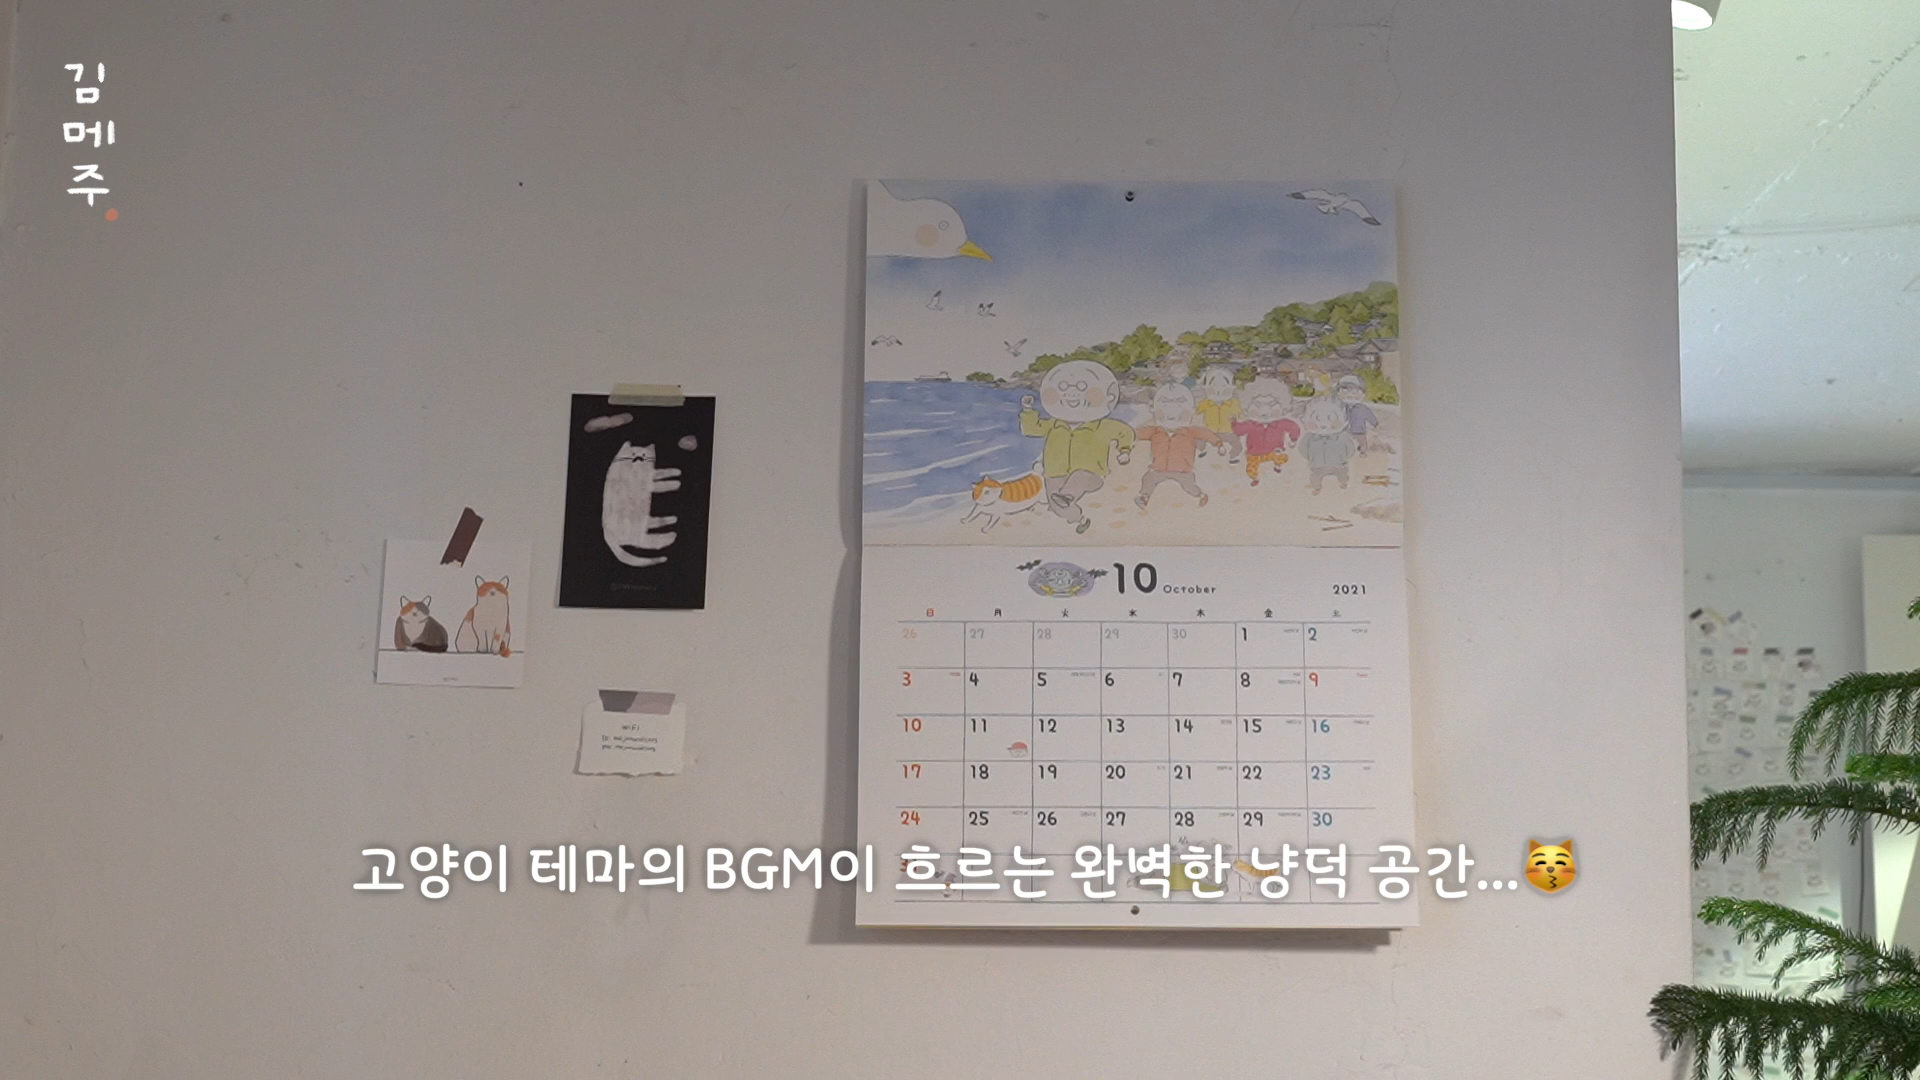 김
메
주
10 October 2021
日 月 火 水 木 金 土
26 27 28 29 30 1 2
3 4 5 6 7 8 9
10 11 12 13 14 15 16
17 18 19 20 21 22 23
24 25 26 27 28 29 30
고양이 테마의 BGM이 흐르는 완벽한 냥덕 공간...😽